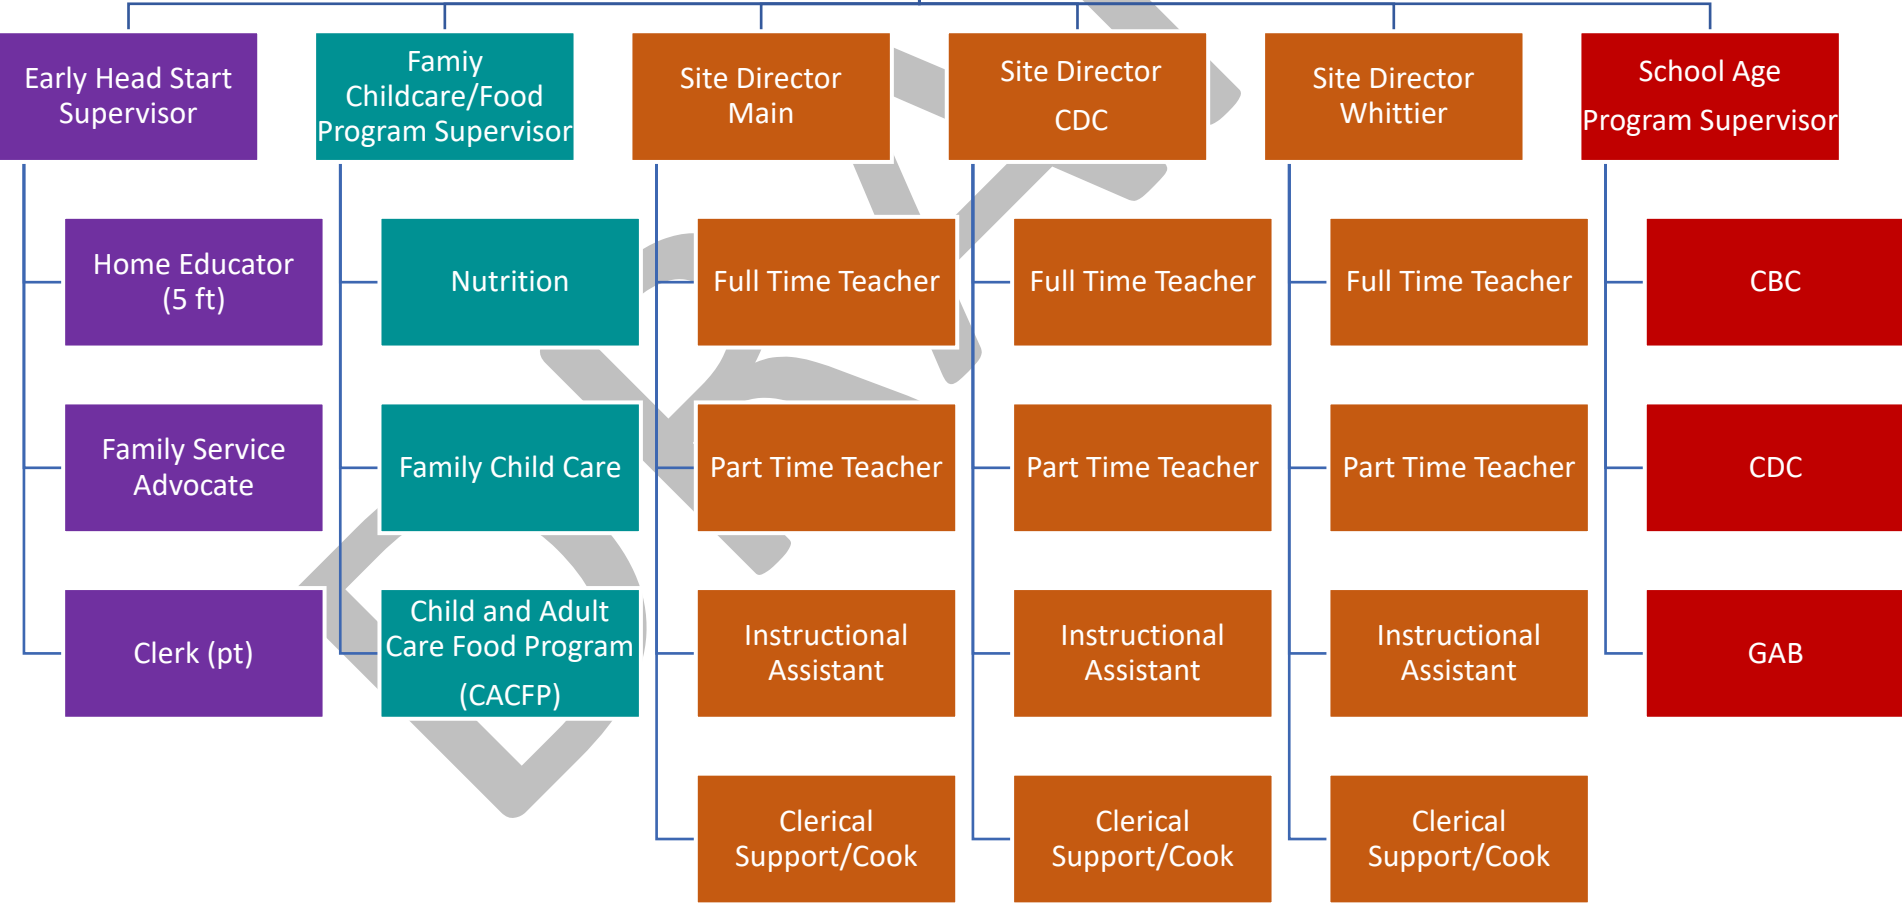 Early Head Start
Supervisor
Famiy
Childcare/Food
Program Supervisor
Site Director
Main
Site Director
CDC
Site Director
Whittier
School Age
Program Supervisor
Home Educator
(5 ft)
Nutrition
Full Time Teacher
Full Time Teacher
Full Time Teacher
CBC
Family Service
Advocate
Family Child Care
Part Time Teacher
Part Time Teacher
Part Time Teacher
CDC
Clerk (pt)
Child and Adult
Care Food Program
(CACFP)
Instructional
Assistant
Instructional
Assistant
Instructional
Assistant
GAB
Clerical
Support/Cook
Clerical
Support/Cook
Clerical
Support/Cook